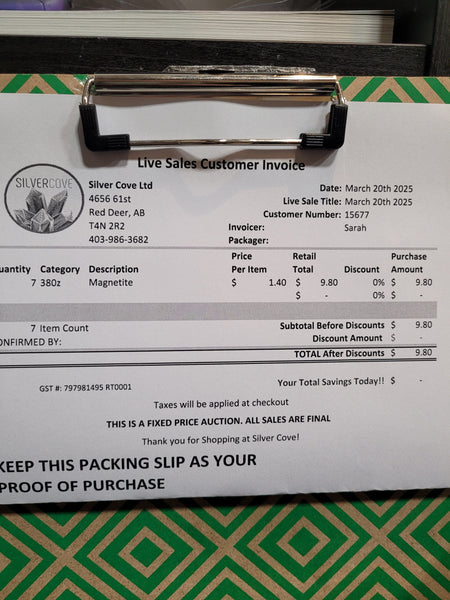 Live Sales Customer Invoice
SILVERCOVE
Silver Cove Ltd
4656 61st
Red Deer, AB
T4N 2R2
403-986-3682
Date: March 20th 2025
Live Sale Title: March 20th 2025
Customer Number: 15677
Invoicer: Sarah
Packager:
uantity Category Description Price Per Item Retail Total Discount Purchase Amount
7 380z Magnetite $ 1.40 $ 9.80 0% $ 9.80
$ - 0% $ -
7 Item Count Subtotal Before Discounts $ 9.80
ONFIRMED BY: Discount Amount $ -
TOTAL After Discounts $ 9.80
GST #: 797981495 RT0001 Your Total Savings Today!! $ -
Taxes will be applied at checkout
THIS IS A FIXED PRICE AUCTION. ALL SALES ARE FINAL
Thank you for Shopping at Silver Cove!
KEEP THIS PACKING SLIP AS YOUR
PROOF OF PURCHASE